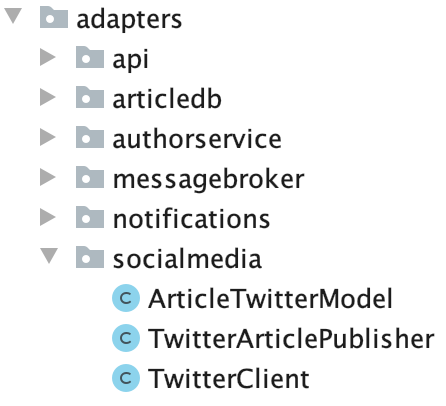 adapters
api
articledb
authorservice
messagebroker
notifications
socialmedia
C ArticleTwitterModel
C TwitterArticlePublisher
C TwitterClient